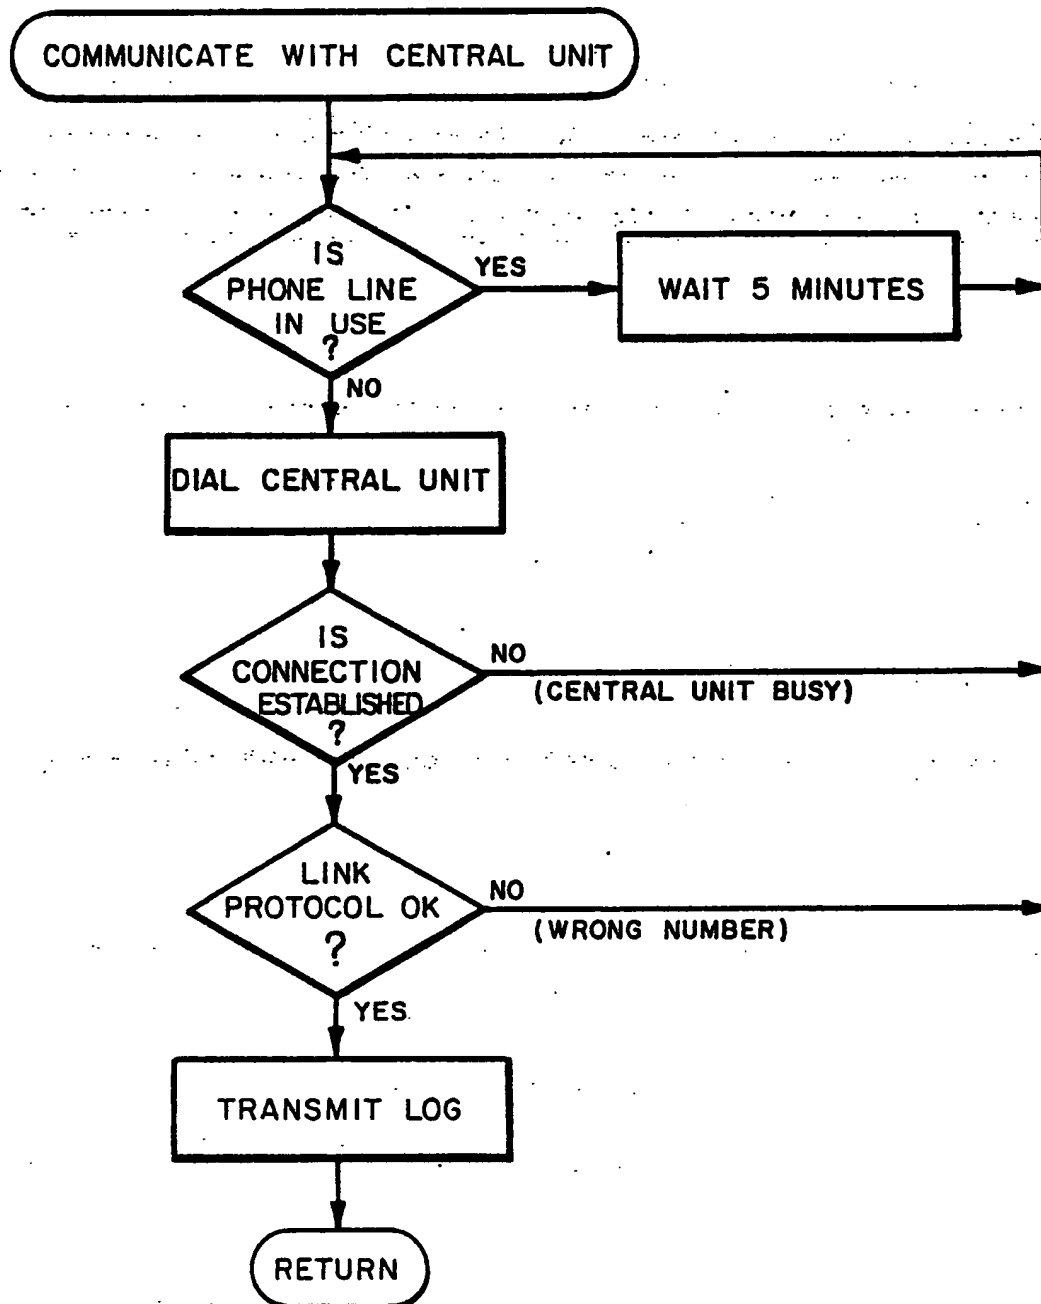 COMMUNICATE WITH CENTRAL UNIT
IS
PHONE LINE
IN USE
?
YES
WAIT 5 MINUTES
NO
DIAL CENTRAL UNIT
IS
CONNECTION
ESTABLISHED
?
NO
(CENTRAL UNIT BUSY)
YES
LINK
PROTOCOL OK
?
NO
(WRONG NUMBER)
YES
TRANSMIT LOG
RETURN